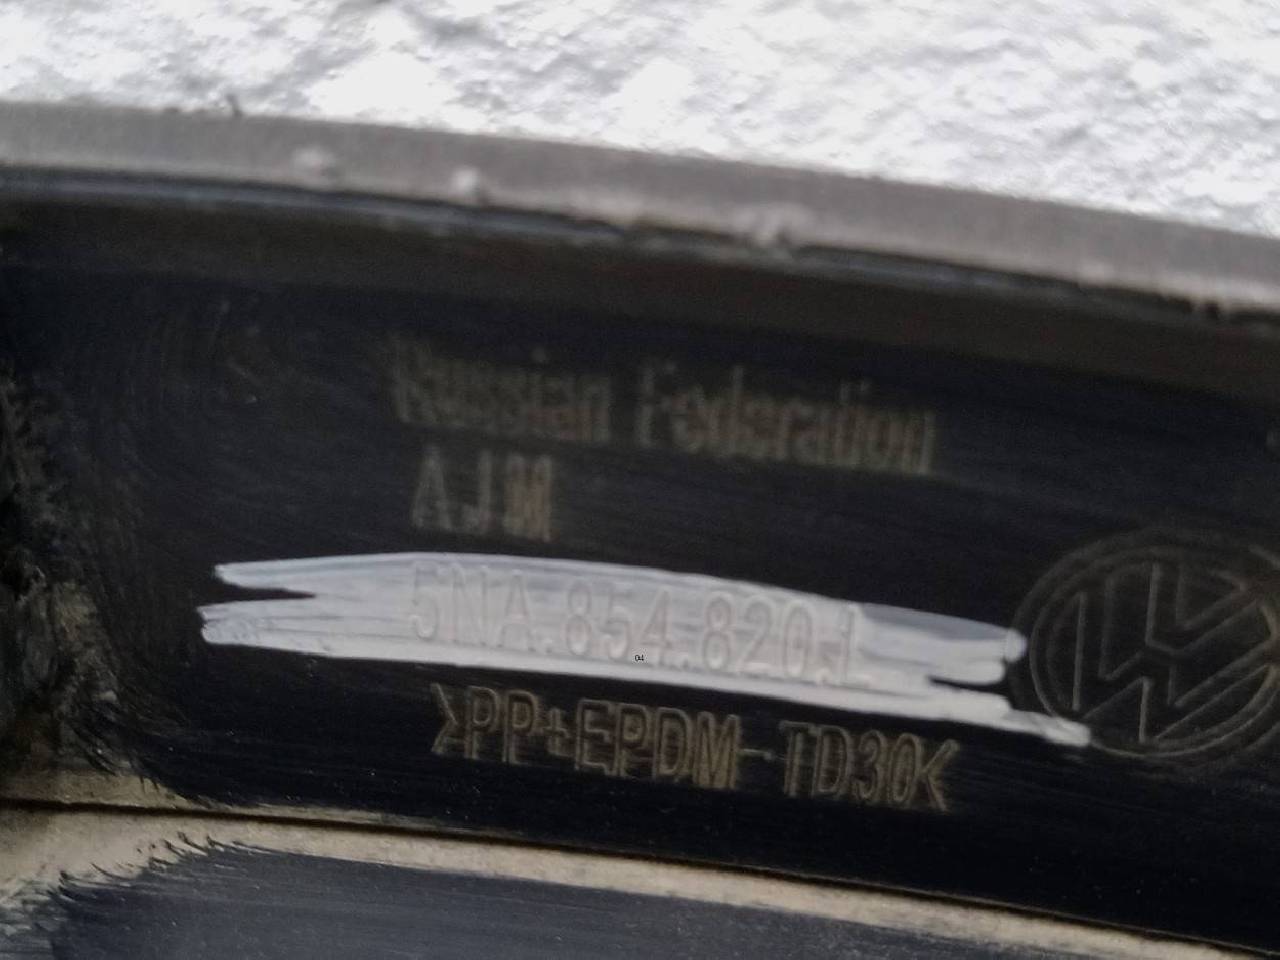 Russian Federation
AJM
5NA.854.820.L
>PP+EPDM-TD30<